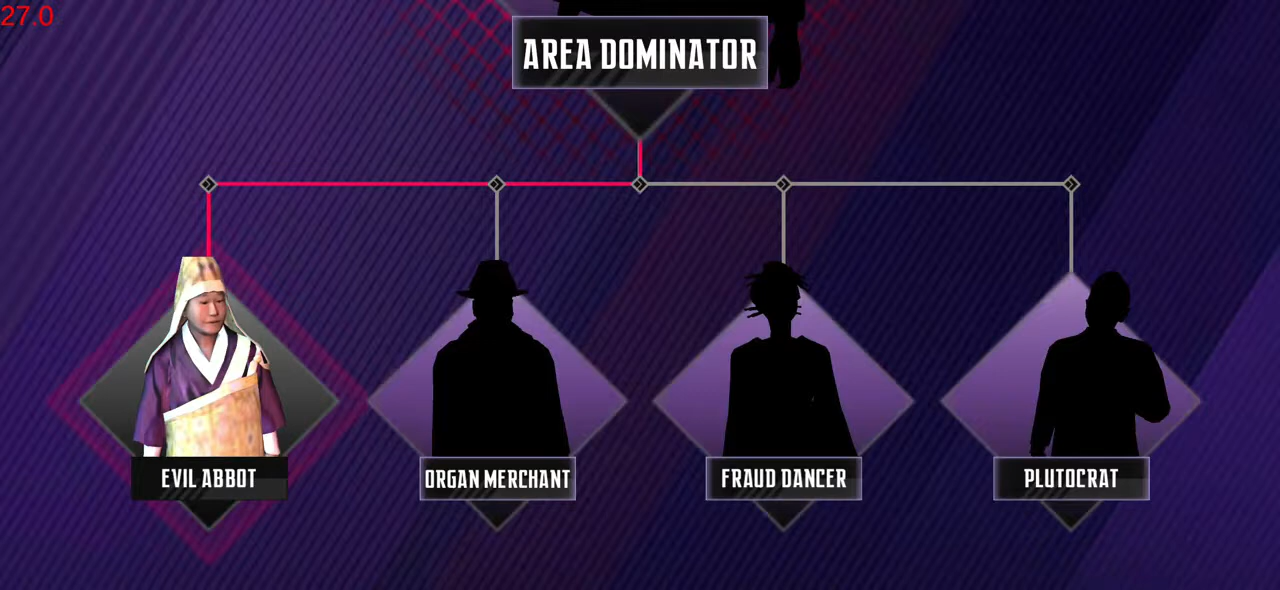 27.0
AREA DOMINATOR
EVIL ABBOT
ORGAN MERCHANT
FRAUD DANCER
PLUTOCRAT